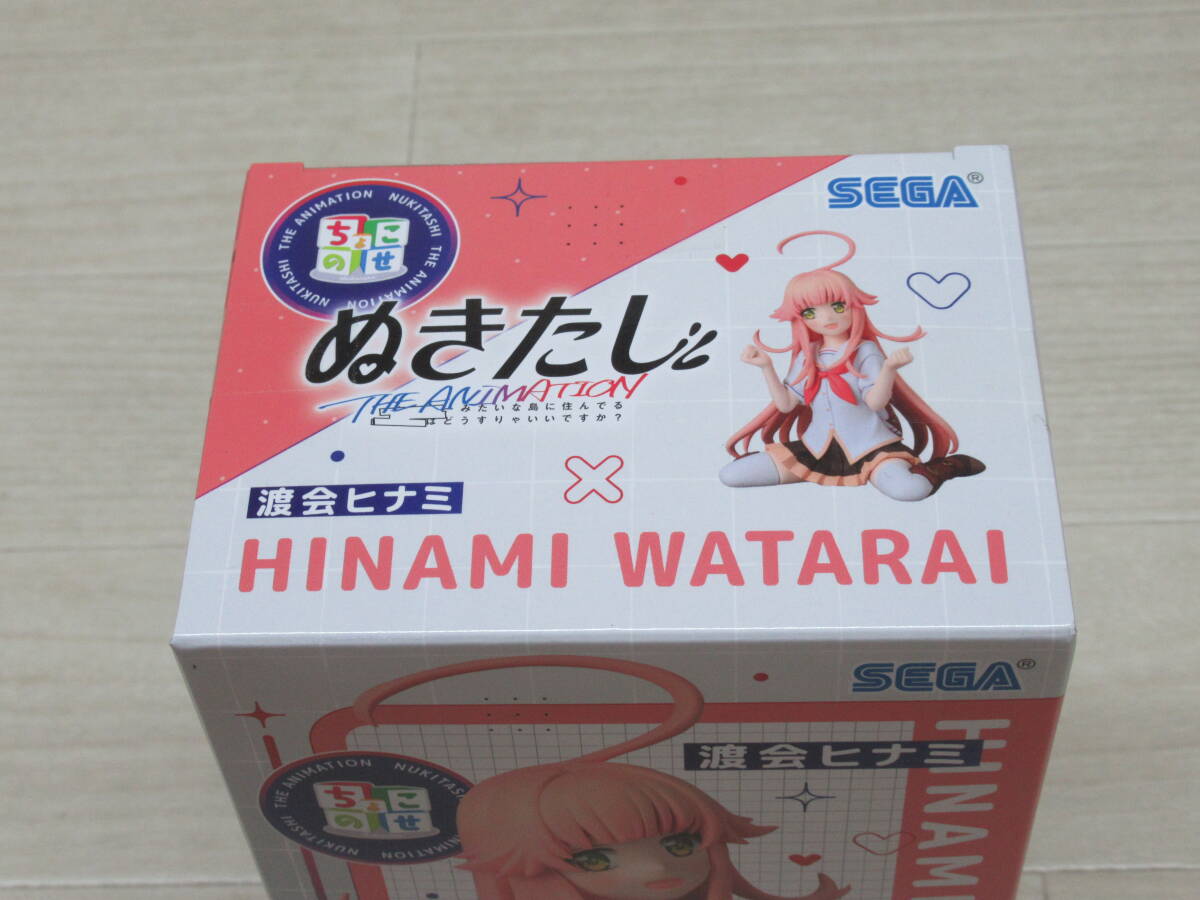 NUKITASHI THE ANIMATION NUKITASHI THE ANIMATION
ちょこ
のせ
SEGA®
ぬきたし
THE ANIMATION
みたいな島に住んでる
はどうすりゃいいですか?
渡会ヒナミ
HINAMI WATARAI
SEGA®
渡会ヒナミ
NUKITASHI THE ANIMATION NUKITASHI
ちょこ
のせ
HINAMI